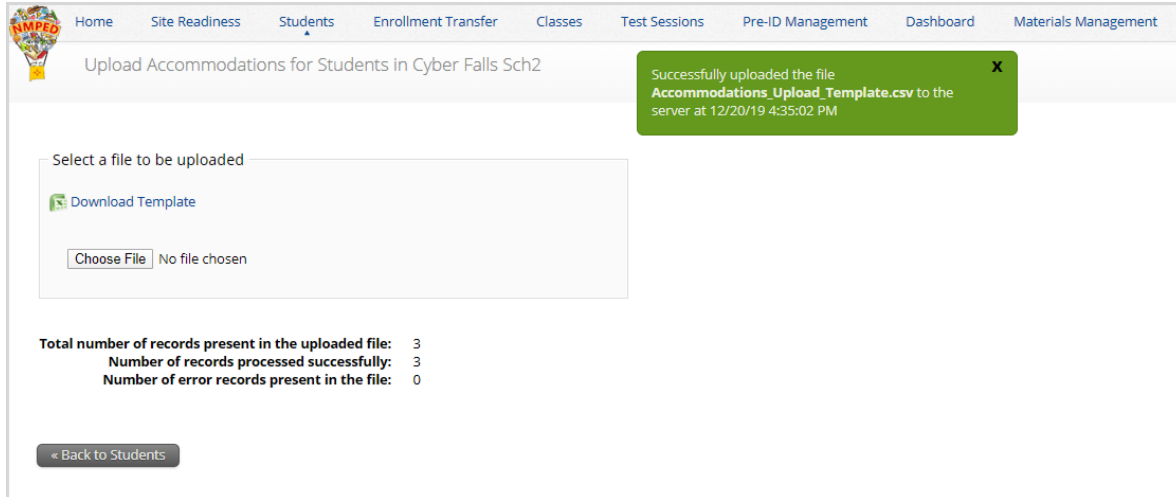 NMPED
Home Site Readiness Students Enrollment Transfer Classes Test Sessions Pre-ID Management Dashboard Materials Management
Upload Accommodations for Students in Cyber Falls Sch2
Successfully uploaded the file X
Accommodations_Upload_Template.csv to the
server at 12/20/19 4:35:02 PM
Select a file to be uploaded
Download Template
Choose File No file chosen
Total number of records present in the uploaded file: 3
Number of records processed successfully: 3
Number of error records present in the file: 0
« Back to Students